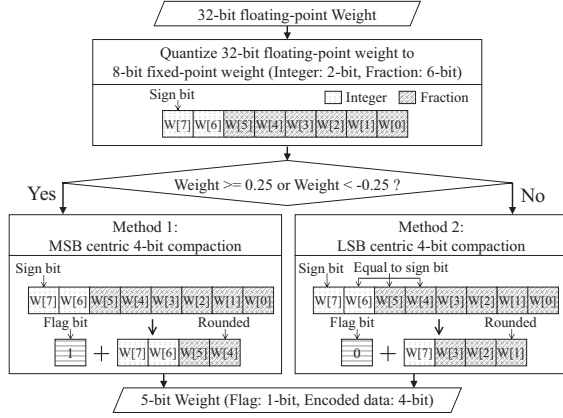 32-bit floating-point Weight
Quantize 32-bit floating-point weight to
8-bit fixed-point weight (Integer: 2-bit, Fraction: 6-bit)
Sign bit
Integer
Fraction
W[7] W[6] W[5] W[4] W[3] W[2] W[1] W[0]
Weight >= 0.25 or Weight < -0.25 ?
Yes
No
Method 1:
MSB centric 4-bit compaction
Sign bit
W[7] W[6] W[5] W[4] W[3] W[2] W[1] W[0]
Flag bit
Rounded
1 + W[7] W[6] W[5] W[4]
Method 2:
LSB centric 4-bit compaction
Sign bit
Equal to sign bit
W[7] W[6] W[5] W[4] W[3] W[2] W[1] W[0]
Flag bit
Rounded
0 + W[7] W[3] W[2] W[1]
5-bit Weight (Flag: 1-bit, Encoded data: 4-bit)